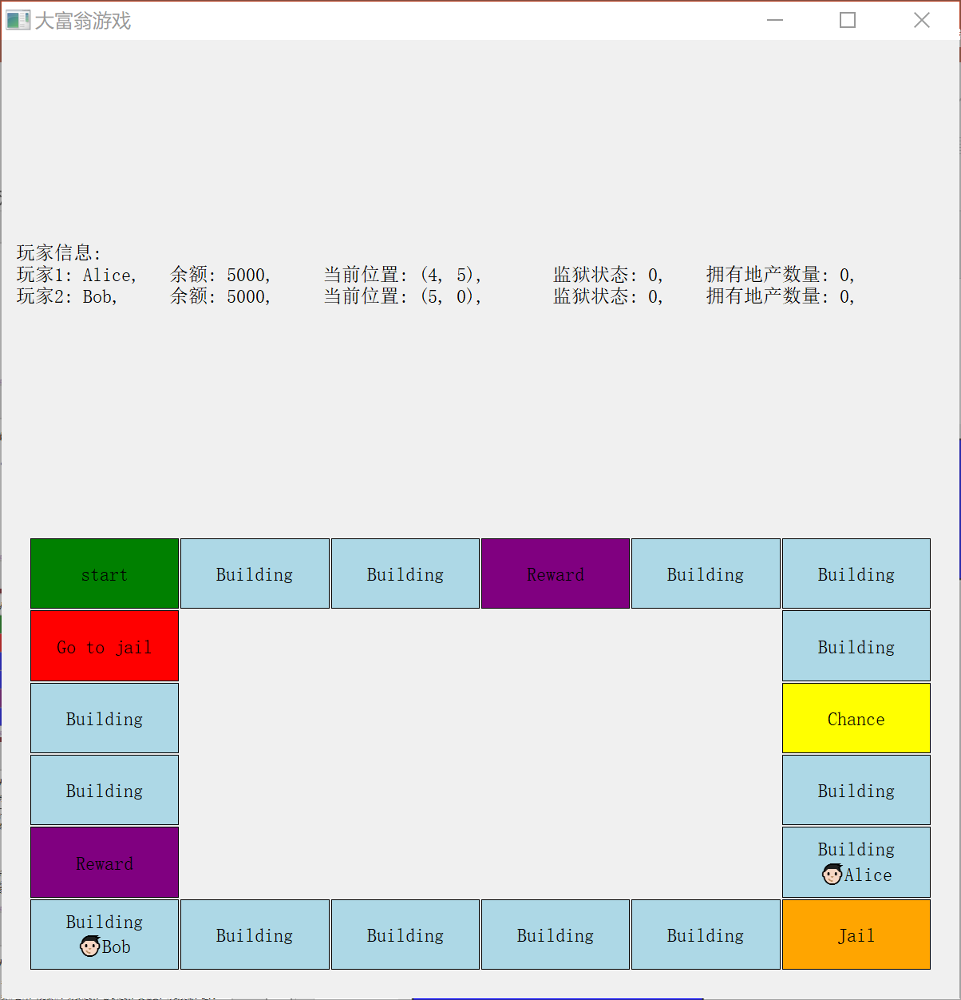 大富翁游戏
玩家信息:
玩家1: Alice, 余额: 5000, 当前位置: (4, 5), 监狱状态: 0, 拥有地产数量: 0,
玩家2: Bob, 余额: 5000, 当前位置: (5, 0), 监狱状态: 0, 拥有地产数量: 0,
start Building Building Reward Building Building
Go to jail Building
Building Chance
Building Building
Reward Building
Alice
Building Building Building Building Building Jail
Bob